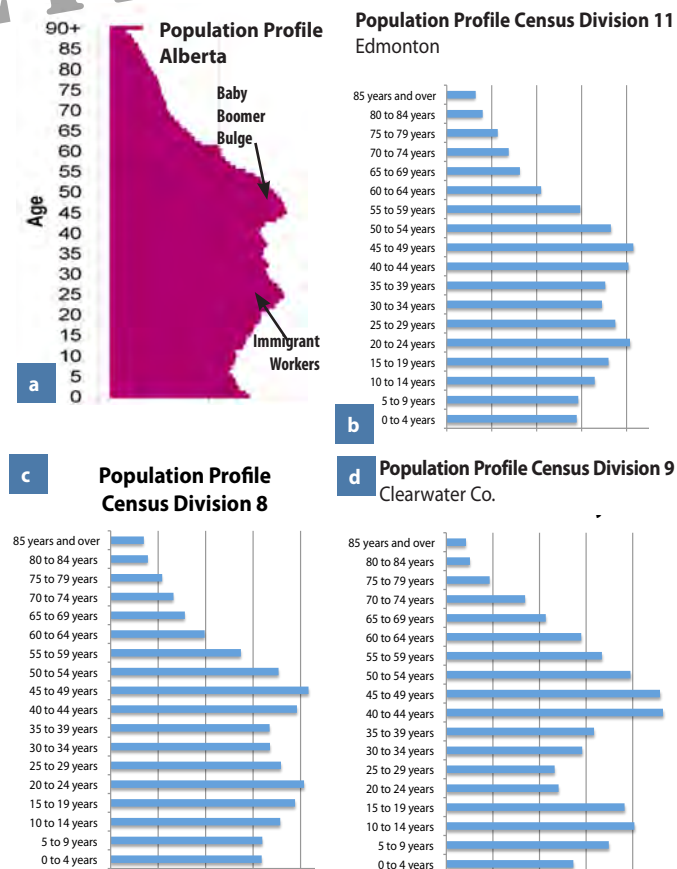 Population Profile
Alberta
90+
85
80
75
70
65
60
55
50
45
40
35
30
25
20
15
10
5
0
Age
Baby
Boomer
Bulge
Immigrant
Workers
a
Population Profile Census Division 11
Edmonton
85 years and over
80 to 84 years
75 to 79 years
70 to 74 years
65 to 69 years
60 to 64 years
55 to 59 years
50 to 54 years
45 to 49 years
40 to 44 years
35 to 39 years
30 to 34 years
25 to 29 years
20 to 24 years
15 to 19 years
10 to 14 years
5 to 9 years
0 to 4 years
b
c
Population Profile
Census Division 8
85 years and over
80 to 84 years
75 to 79 years
70 to 74 years
65 to 69 years
60 to 64 years
55 to 59 years
50 to 54 years
45 to 49 years
40 to 44 years
35 to 39 years
30 to 34 years
25 to 29 years
20 to 24 years
15 to 19 years
10 to 14 years
5 to 9 years
0 to 4 years
d
Population Profile Census Division 9
Clearwater Co.
85 years and over
80 to 84 years
75 to 79 years
70 to 74 years
65 to 69 years
60 to 64 years
55 to 59 years
50 to 54 years
45 to 49 years
40 to 44 years
35 to 39 years
30 to 34 years
25 to 29 years
20 to 24 years
15 to 19 years
10 to 14 years
5 to 9 years
0 to 4 years